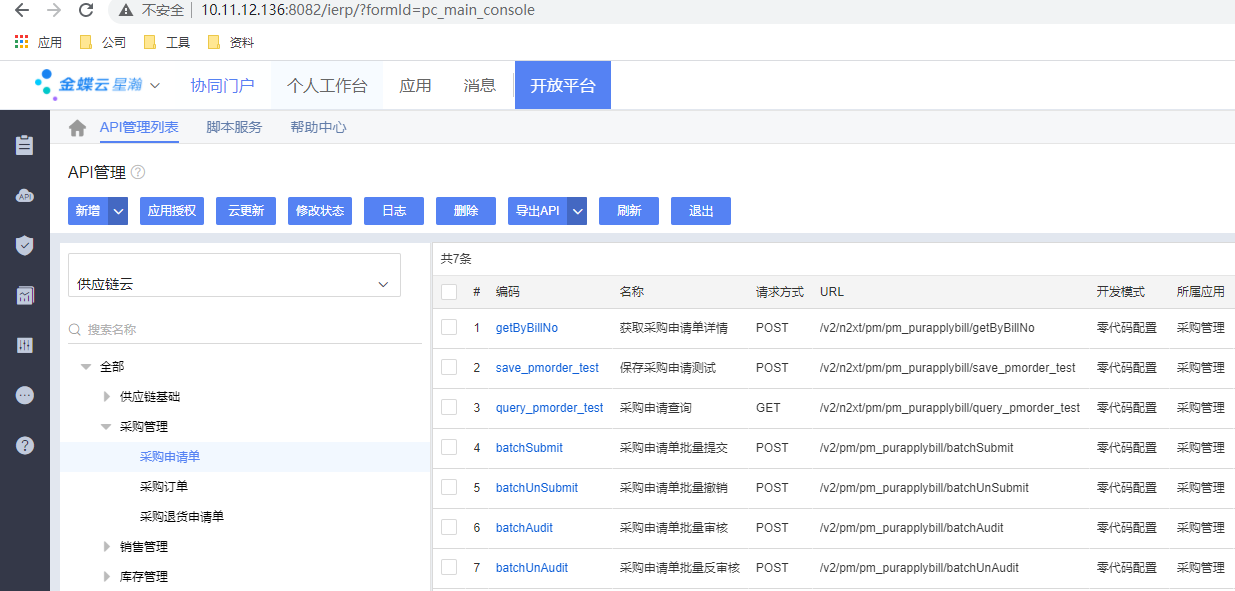 不安全 10.11.12.136:8082/ierp/?formId=pc_main_console
应用 公司 工具 资料
金蝶云星瀚 协同门户 个人工作台 应用 消息 开放平台
API管理列表 脚本服务 帮助中心
API
API管理 ?
新增 应用授权 云更新 修改状态 日志 删除 导出API 刷新 退出
供应链云
搜索名称
全部
供应链基础
采购管理
采购申请单
采购订单
采购退货申请单
销售管理
库存管理
共7条
# 编码 名称 请求方式 URL 开发模式 所属应用
1 getByBillNo 获取采购申请单详情 POST /v2/n2xt/pm/pm_purapplybill/getByBillNo 零代码配置 采购管理
2 save_pmorder_test 保存采购申请测试 POST /v2/n2xt/pm/pm_purapplybill/save_pmorder_test 零代码配置 采购管理
3 query_pmorder_test 采购申请查询 GET /v2/n2xt/pm/pm_purapplybill/query_pmorder_test 零代码配置 采购管理
4 batchSubmit 采购申请单批量提交 POST /v2/pm/pm_purapplybill/batchSubmit 零代码配置 采购管理
5 batchUnSubmit 采购申请单批量撤销 POST /v2/pm/pm_purapplybill/batchUnSubmit 零代码配置 采购管理
6 batchAudit 采购申请单批量审核 POST /v2/pm/pm_purapplybill/batchAudit 零代码配置 采购管理
7 batchUnAudit 采购申请单批量反审核 POST /v2/pm/pm_purapplybill/batchUnAudit 零代码配置 采购管理